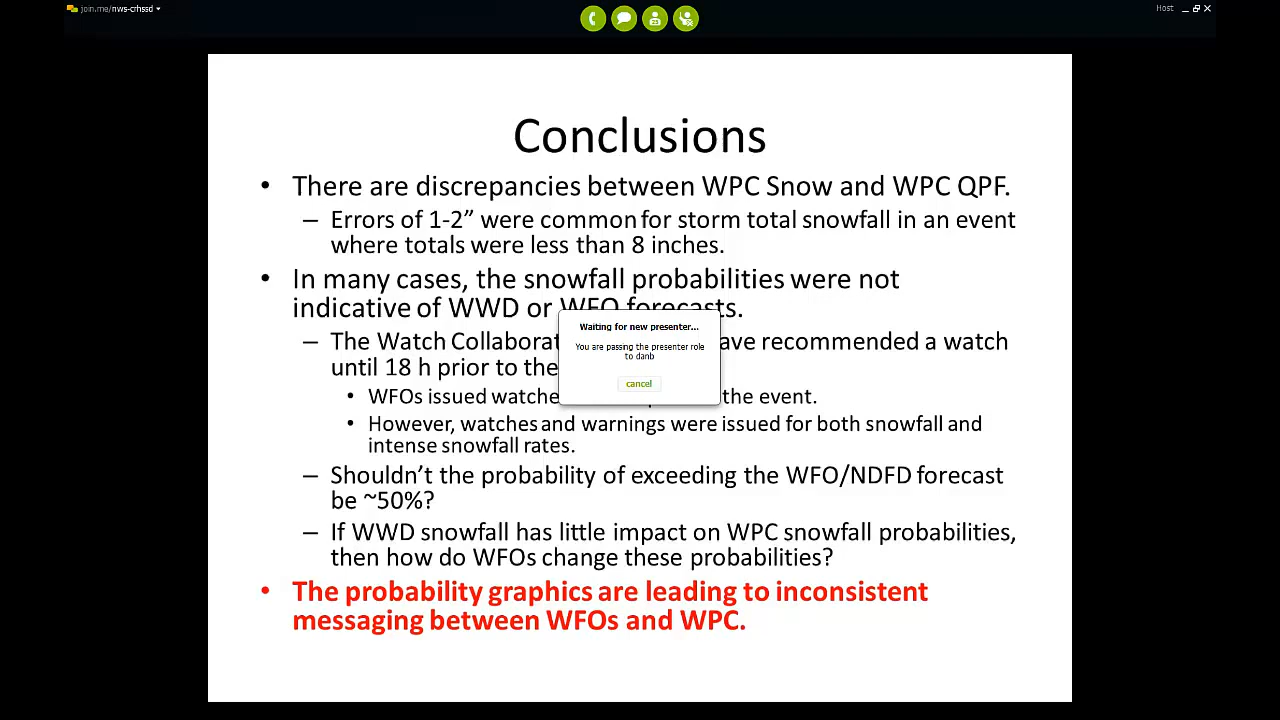 join.me/nws-crhssd
Host
Conclusions
• There are discrepancies between WPC Snow and WPC QPF.
– Errors of 1-2” were common for storm total snowfall in an event
where totals were less than 8 inches.
• In many cases, the snowfall probabilities were not
indicative of WWD or WFO forecasts.
– The Watch Collaborat ave recommended a watch
until 18 h prior to the
• WFOs issued watche the event.
• However, watches and warnings were issued for both snowfall and
intense snowfall rates.
– Shouldn’t the probability of exceeding the WFO/NDFD forecast
be ~50%?
– If WWD snowfall has little impact on WPC snowfall probabilities,
then how do WFOs change these probabilities?
• The probability graphics are leading to inconsistent
messaging between WFOs and WPC.
Waiting for new presenter...
You are passing the presenter role
to danb
cancel